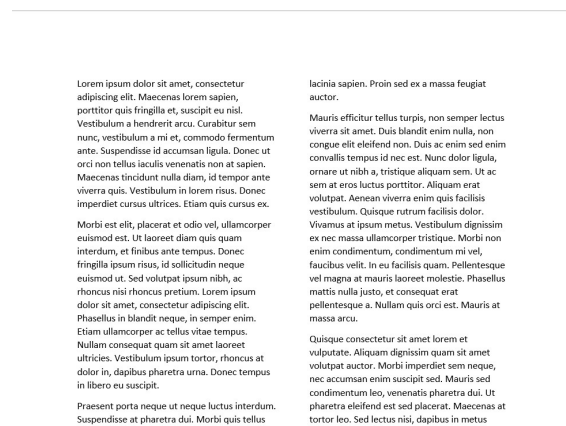 Lorem ipsum dolor sit amet, consectetur
adipiscing elit. Maecenas lorem sapien,
porttitor quis fringilla et, suscipit eu nisl.
Vestibulum a hendrerit arcu. Curabitur sem
nunc, vestibulum a mi et, commodo fermentum
ante. Suspendisse id accumsan ligula. Donec ut
orci non tellus iaculis venenatis non at sapien.
Maecenas tincidunt nulla diam, id tempor ante
viverra quis. Vestibulum in lorem risus. Donec
imperdiet cursus ultrices. Etiam quis cursus ex.
Morbi est elit, placerat et odio vel, ullamcorper
euismod est. Ut laoreet diam quis quam
interdum, et finibus ante tempus. Donec
fringilla ipsum risus, id sollicitudin neque
euismod ut. Sed volutpat ipsum nibh, ac
rhoncus nisi rhoncus pretium. Lorem ipsum
dolor sit amet, consectetur adipiscing elit.
Phasellus in blandit neque, in semper enim.
Etiam ullamcorper ac tellus vitae tempus.
Nullam consequat quam sit amet laoreet
ultricies. Vestibulum ipsum tortor, rhoncus at
dolor in, dapibus pharetra urna. Donec tempus
in libero eu suscipit.
Praesent porta neque ut neque luctus interdum.
Suspendisse at pharetra dui. Morbi quis tellus
lacinia sapien. Proin sed ex a massa feugiat
auctor.
Mauris efficitur tellus turpis, non semper lectus
viverra sit amet. Duis blandit enim nulla, non
congue elit eleifend non. Duis ac enim sed enim
convallis tempus id nec est. Nunc dolor ligula,
ornare ut nibh a, tristique aliquam sem. Ut ac
sem at eros luctus porttitor. Aliquam erat
volutpat. Aenean viverra enim quis facilisis
vestibulum. Quisque rutrum facilisis dolor.
Vivamus at ipsum metus. Vestibulum dignissim
ex nec massa ullamcorper tristique. Morbi non
enim condimentum, condimentum mi vel,
faucibus velit. In eu facilisis quam. Pellentesque
vel magna at mauris laoreet molestie. Phasellus
mattis nulla justo, et consequat erat
pellentesque a. Nullam quis orci est. Mauris at
massa arcu.
Quisque consectetur sit amet lorem et
vulputate. Aliquam dignissim quam sit amet
volutpat auctor. Morbi imperdiet sem neque,
nec accumsan enim suscipit sed. Mauris sed
condimentum leo, venenatis pharetra dui. Ut
pharetra eleifend est sed placerat. Maecenas at
tortor leo. Sed lectus nisi, dapibus in metus